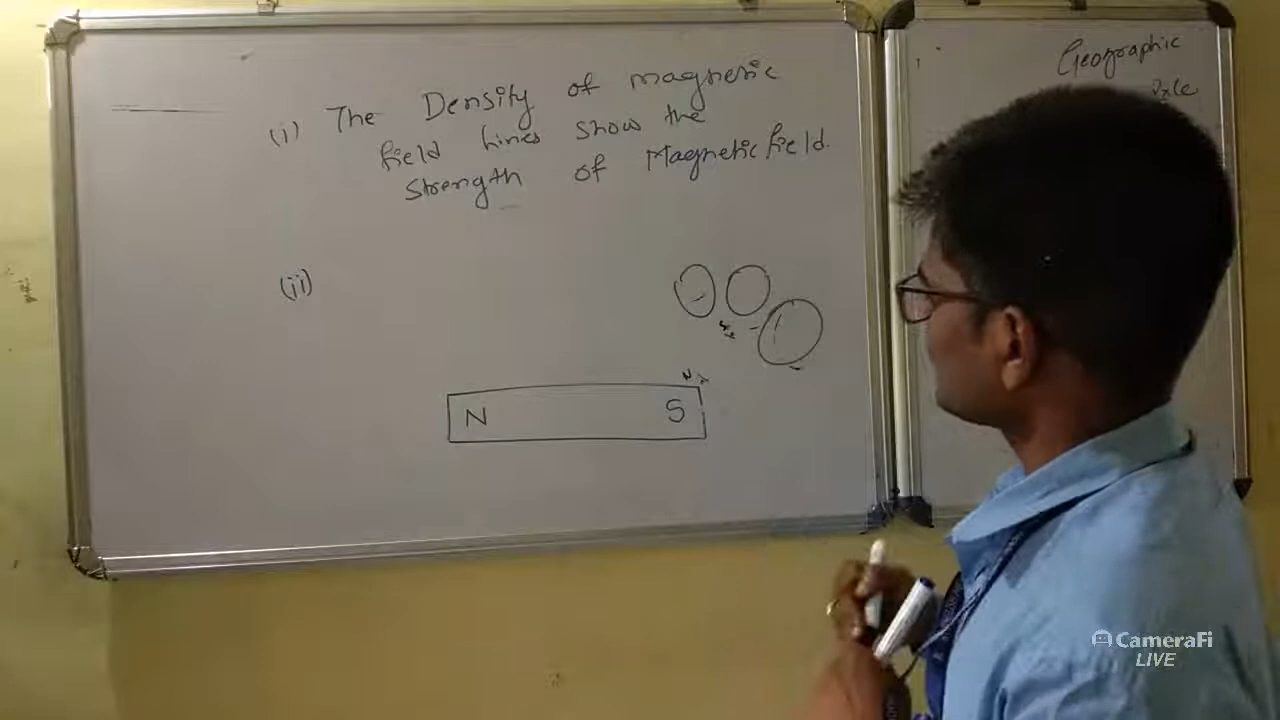 (i) The Density of magnetic
field lines show the
strength of Magnetic field.
(ii)
N S
Geographic
CameraFi
LIVE